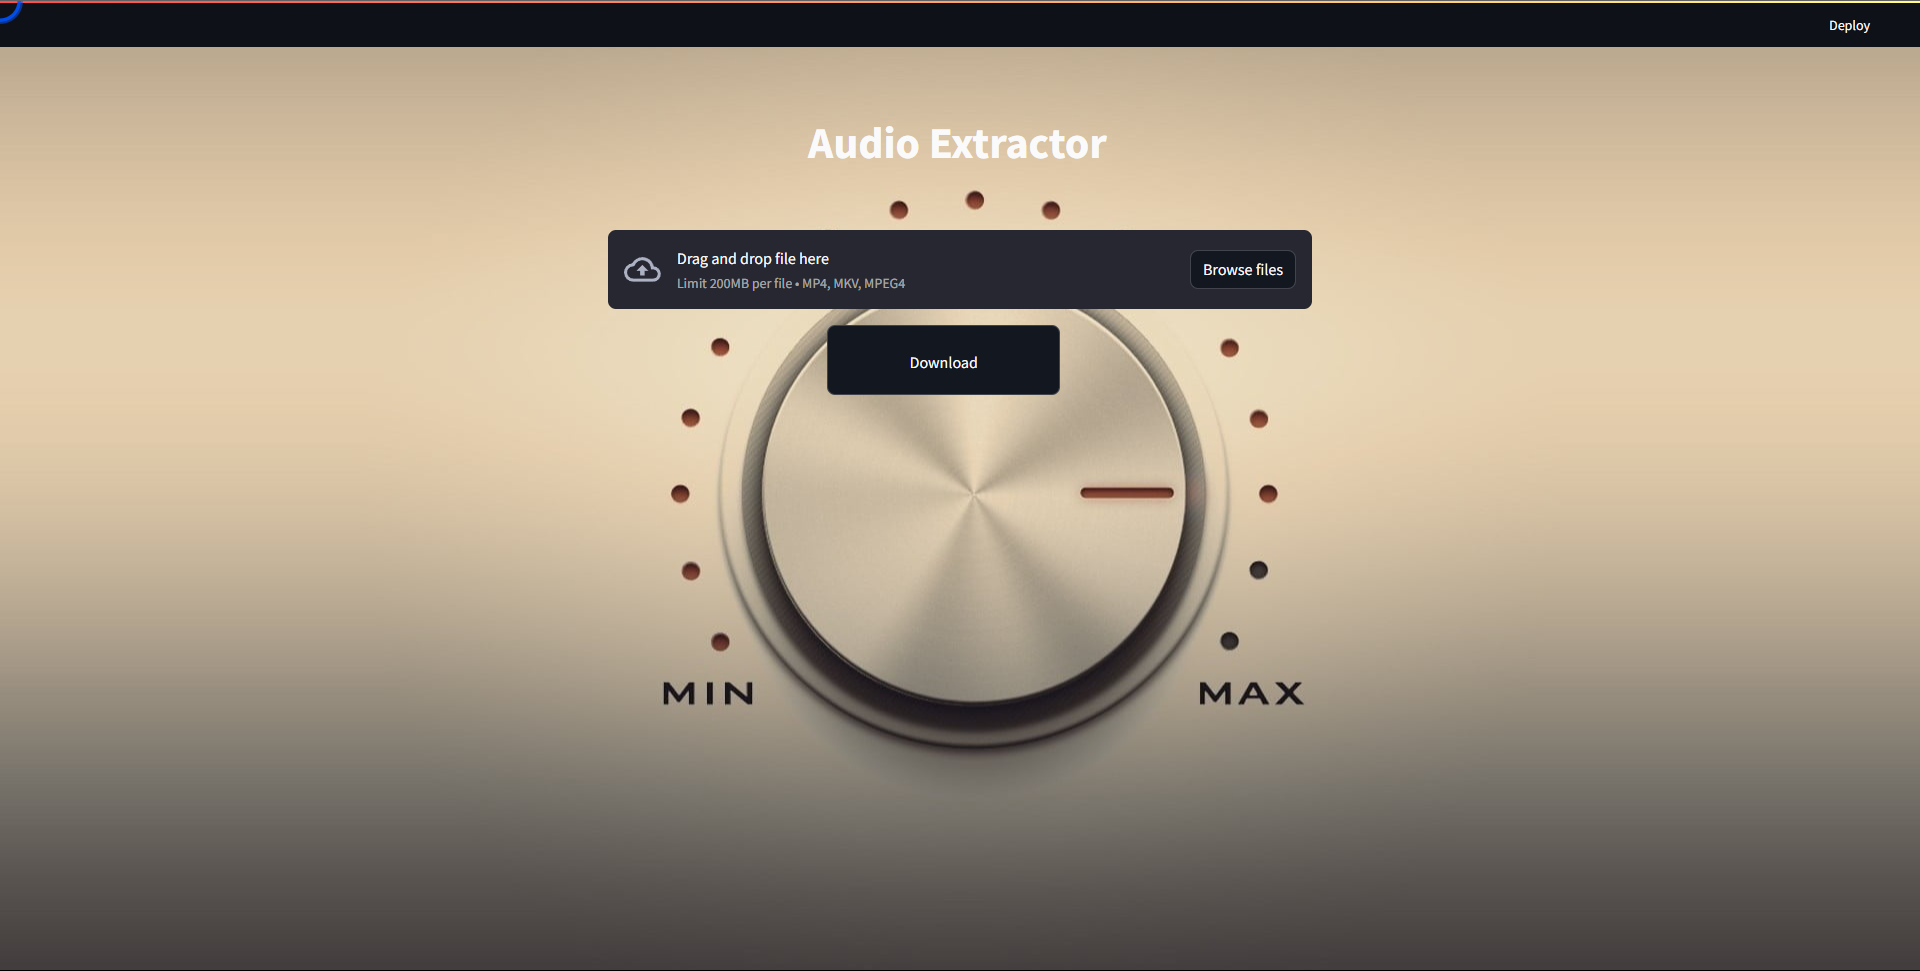 Deploy
Audio Extractor
Drag and drop file here
Limit 200MB per file • MP4, MKV, MPEG4
Browse files
Download
MIN
MAX